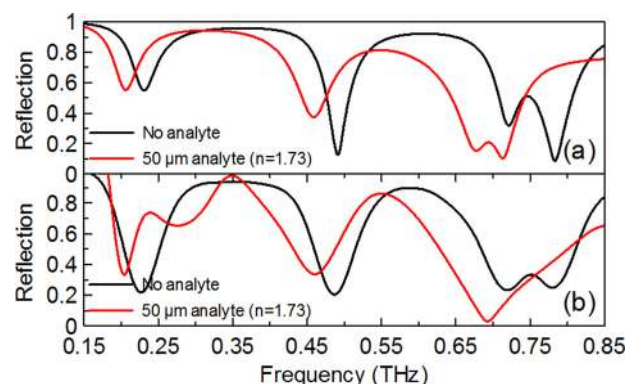 1
0.8
0.6
0.4
0.2
Reflection
No analyte
50 µm analyte (n=1.73)
(a)
0
0.8
0.6
0.4
0.2
0
Reflection
No analyte
50 µm analyte (n=1.73)
(b)
0.15 0.25 0.35 0.45 0.55 0.65 0.75 0.85
Frequency (THz)